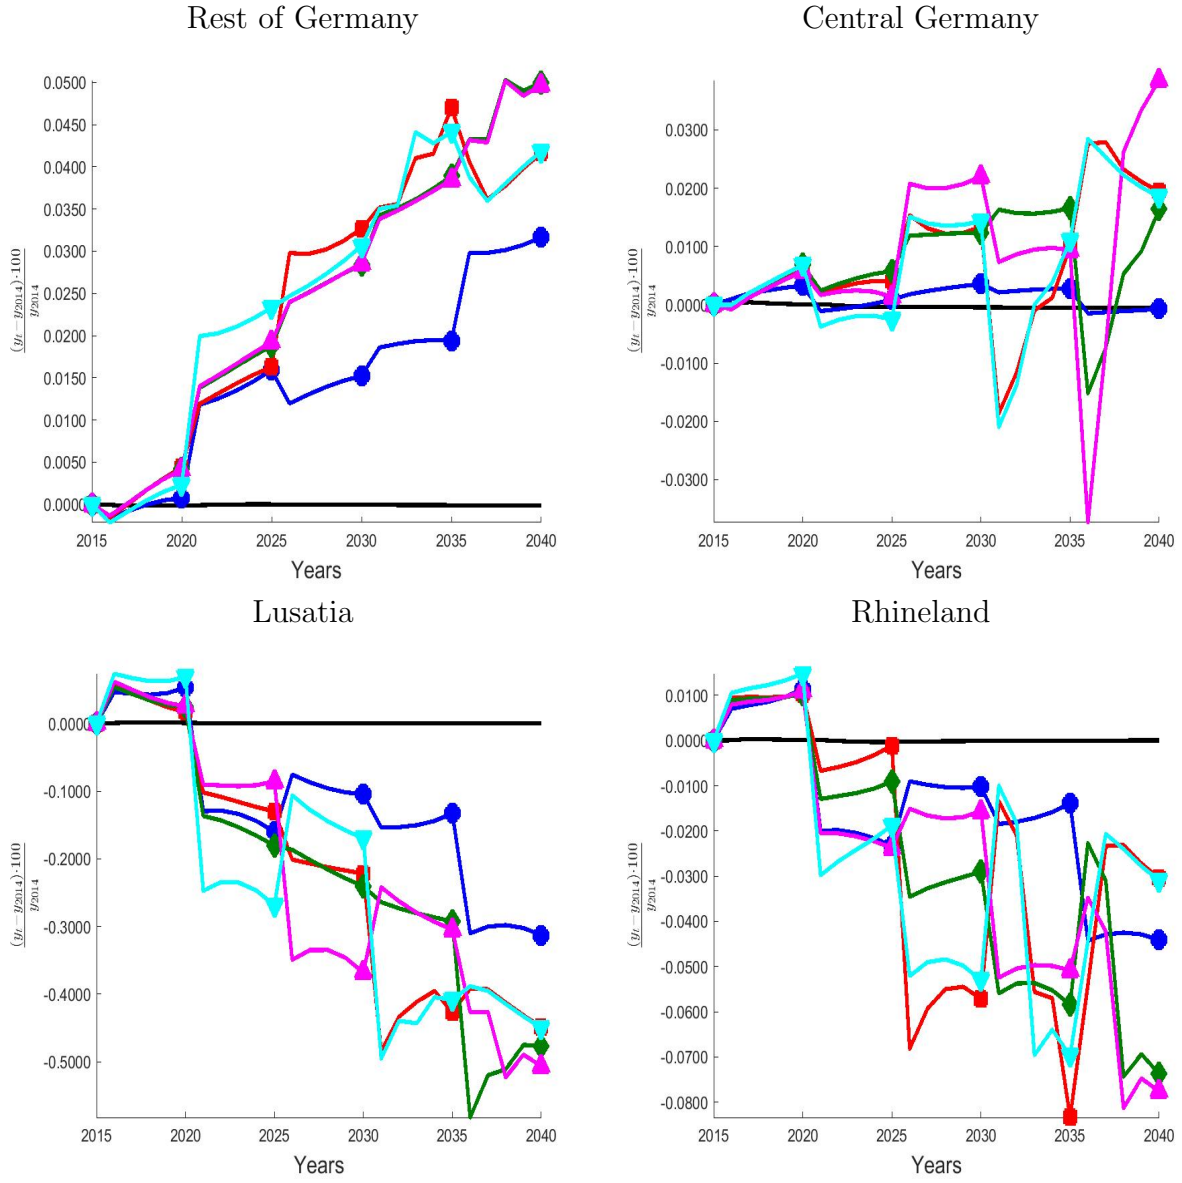 Rest of Germany
0.0500
0.0450
0.0400
0.0350
0.0300
0.0250
0.0200
0.0150
0.0100
0.0050
0.0000
(y_t − y_2014)·100
y_2014
2015 2020 2025 2030 2035 2040
Years
Central Germany
0.0300
0.0200
0.0100
0.0000
-0.0100
-0.0200
-0.0300
(y_t − y_2014)·100
y_2014
2015 2020 2025 2030 2035 2040
Years
Lusatia
0.0000
-0.1000
-0.2000
-0.3000
-0.4000
-0.5000
(y_t − y_2014)·100
y_2014
2015 2020 2025 2030 2035 2040
Years
Rhineland
0.0100
0.0000
-0.0100
-0.0200
-0.0300
-0.0400
-0.0500
-0.0600
-0.0700
-0.0800
(y_t − y_2014)·100
y_2014
2015 2020 2025 2030 2035 2040
Years